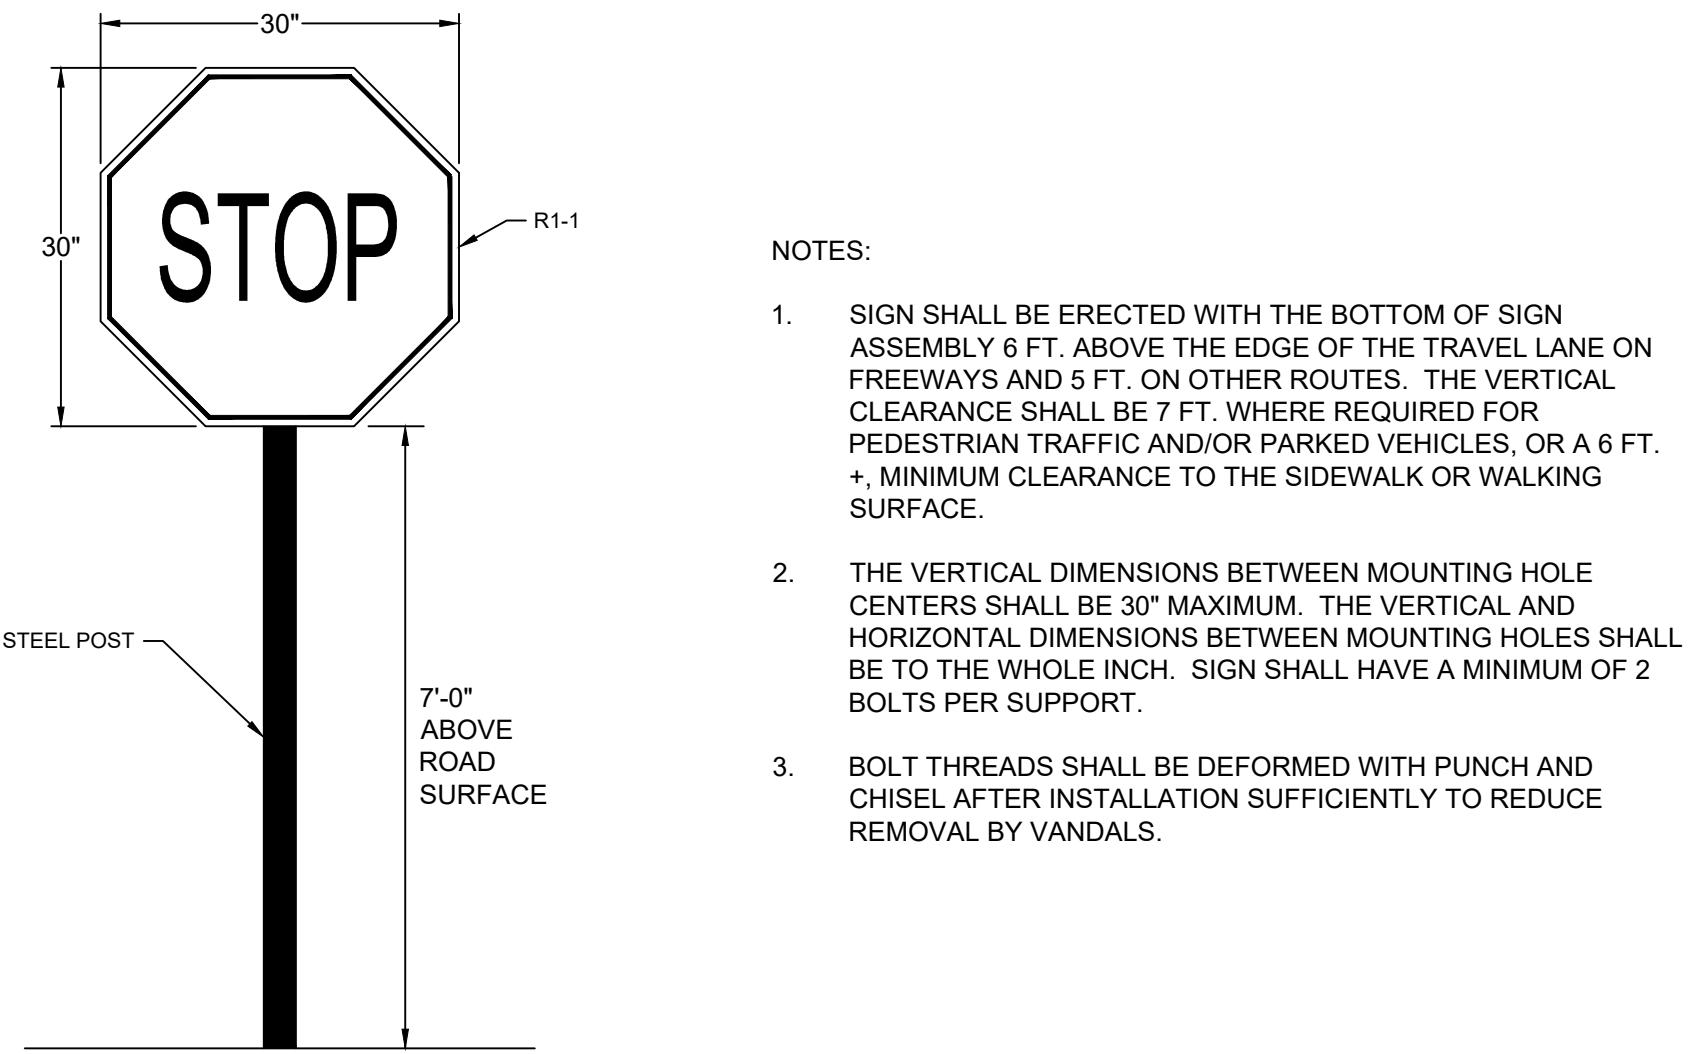 30"
30"
STOP
R1-1
STEEL POST
7'-0"
ABOVE
ROAD
SURFACE
NOTES:
1. SIGN SHALL BE ERECTED WITH THE BOTTOM OF SIGN
ASSEMBLY 6 FT. ABOVE THE EDGE OF THE TRAVEL LANE ON
FREEWAYS AND 5 FT. ON OTHER ROUTES. THE VERTICAL
CLEARANCE SHALL BE 7 FT. WHERE REQUIRED FOR
PEDESTRIAN TRAFFIC AND/OR PARKED VEHICLES, OR A 6 FT.
+, MINIMUM CLEARANCE TO THE SIDEWALK OR WALKING
SURFACE.
2. THE VERTICAL DIMENSIONS BETWEEN MOUNTING HOLE
CENTERS SHALL BE 30" MAXIMUM. THE VERTICAL AND
HORIZONTAL DIMENSIONS BETWEEN MOUNTING HOLES SHALL
BE TO THE WHOLE INCH. SIGN SHALL HAVE A MINIMUM OF 2
BOLTS PER SUPPORT.
3. BOLT THREADS SHALL BE DEFORMED WITH PUNCH AND
CHISEL AFTER INSTALLATION SUFFICIENTLY TO REDUCE
REMOVAL BY VANDALS.